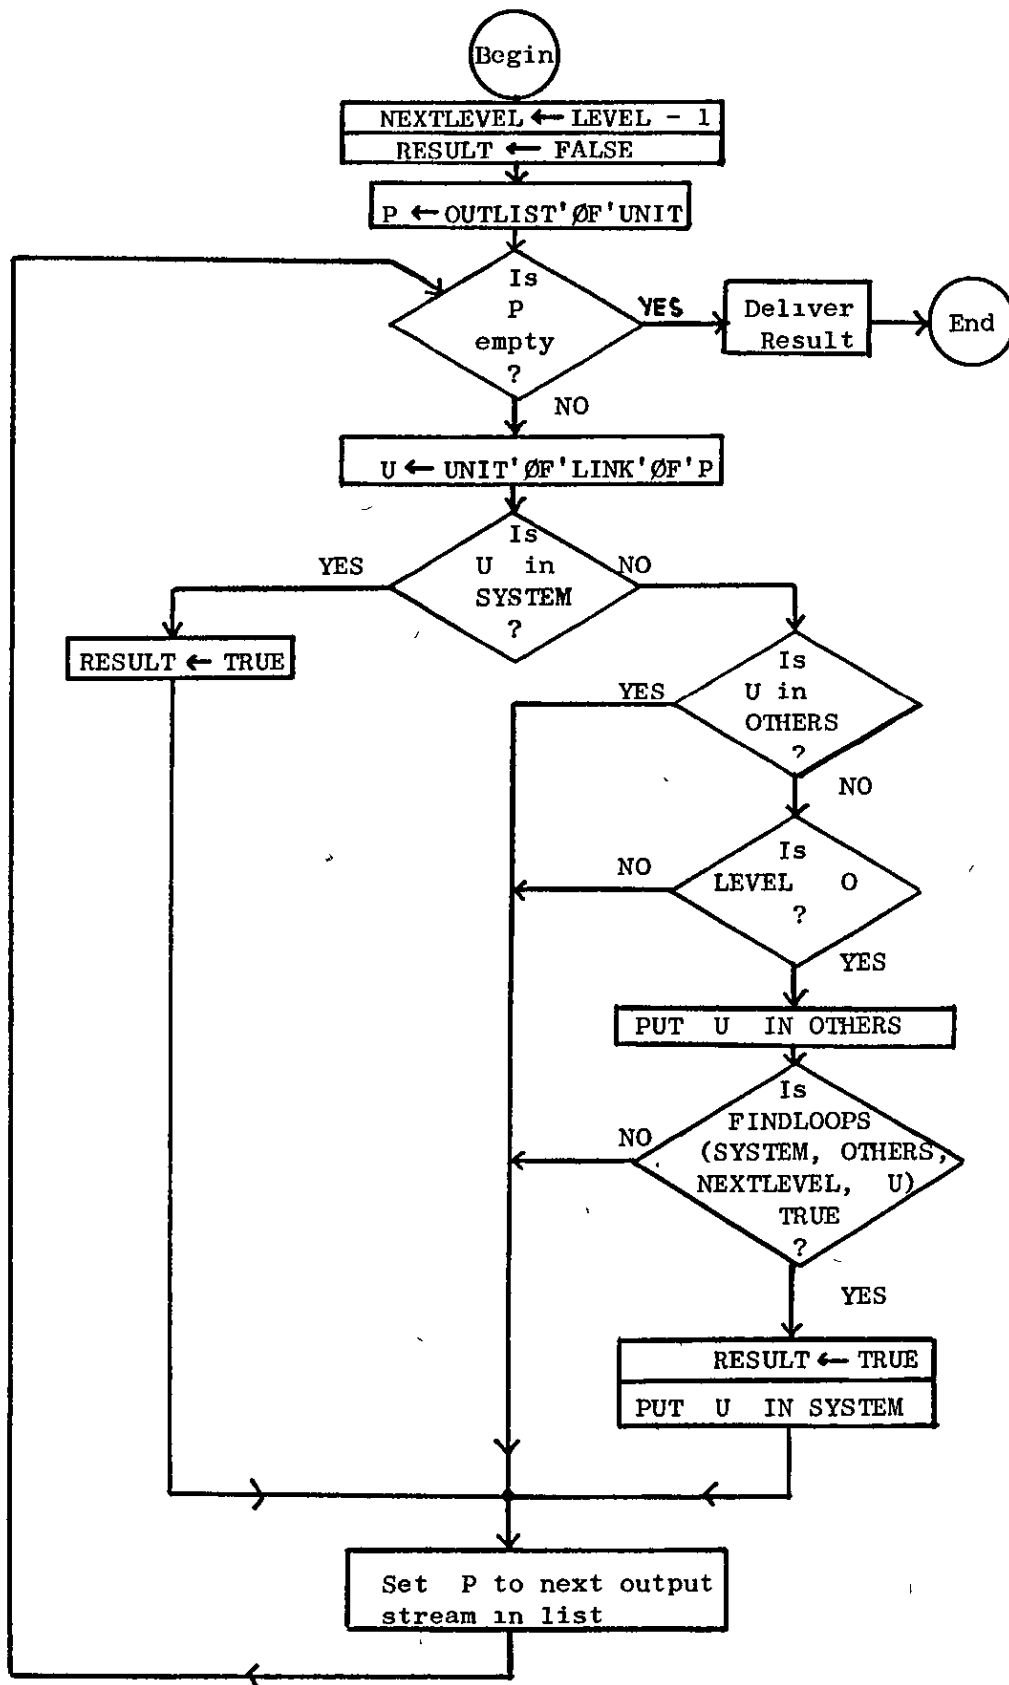 Begin
NEXTLEVEL ← LEVEL - 1
RESULT ← FALSE
P ← OUTLIST'ØF'UNIT
Is
P
empty
?
YES
Deliver
Result
End
NO
U ← UNIT'ØF'LINK'ØF'P
Is
U in
SYSTEM
?
YES
NO
RESULT ← TRUE
Is
U in
OTHERS
?
YES
NO
Is
LEVEL O
?
NO
YES
PUT U IN OTHERS
Is
FINDLOOPS
(SYSTEM, OTHERS,
NEXTLEVEL, U)
TRUE
?
NO
YES
RESULT ← TRUE
PUT U IN SYSTEM
Set P to next output
stream in list